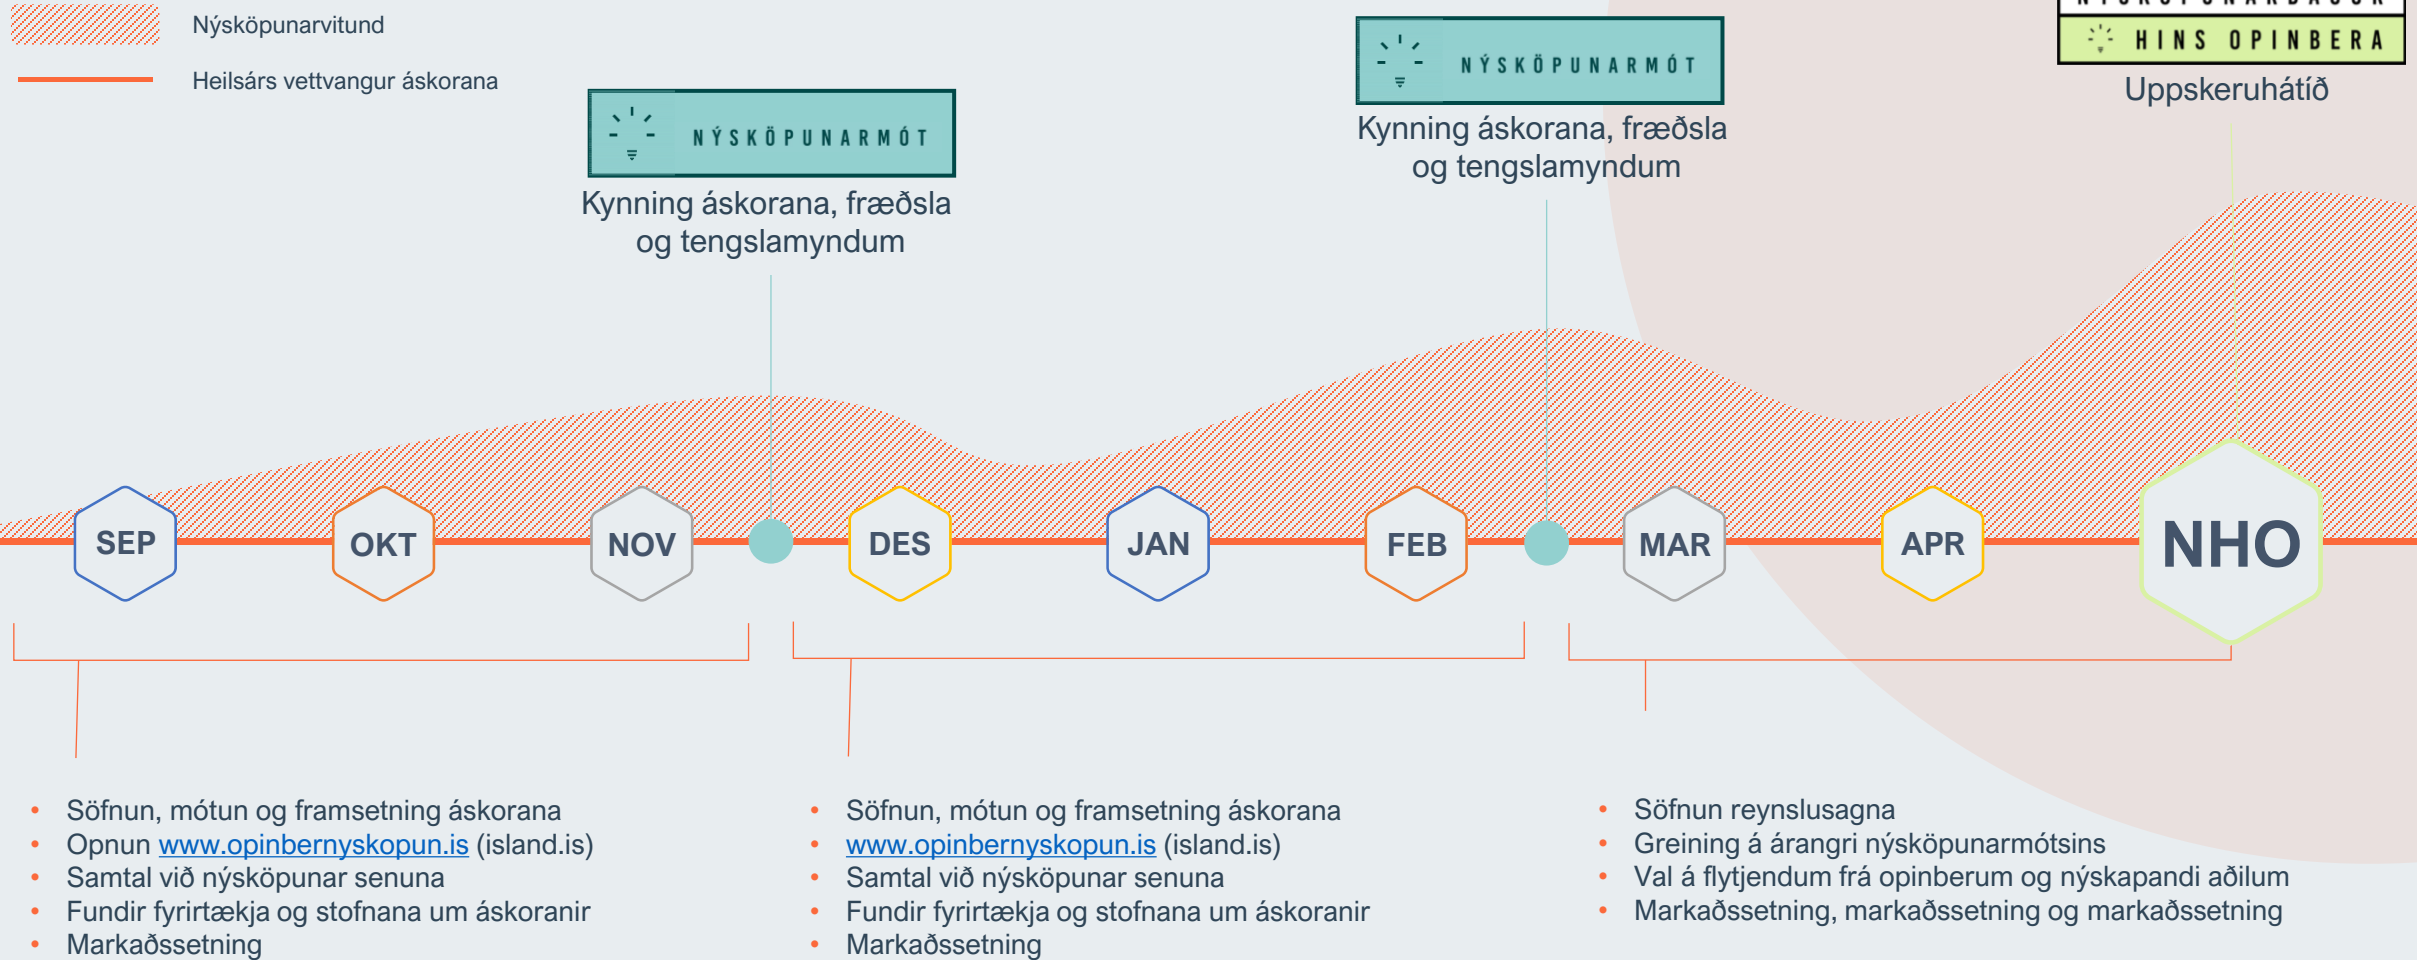 Nýsköpunarvitund
Heilsárs vettvangur áskorana
NÝSKÖPUNARMÓT
Kynning áskorana, fræðsla
og tengslamyndum
NÝSKÖPUNARMÓT
Kynning áskorana, fræðsla
og tengslamyndum
NÝSKÖPUNARDAGUR
HINS OPINBERA
Uppskeruhátíð
SEP
OKT
NOV
DES
JAN
FEB
MAR
APR
NHO
• Söfnun, mótun og framsetning áskorana
• Opnun www.opinbernyskopun.is (island.is)
• Samtal við nýsköpunar senuna
• Fundir fyrirtækja og stofnana um áskoranir
• Markaðssetning
• Söfnun, mótun og framsetning áskorana
• www.opinbernyskopun.is (island.is)
• Samtal við nýsköpunar senuna
• Fundir fyrirtækja og stofnana um áskoranir
• Markaðssetning
• Söfnun reynslusagna
• Greining á árangri nýsköpunarmótsins
• Val á flytjendum frá opinberum og nýskapandi aðilum
• Markaðssetning, markaðssetning og markaðssetning